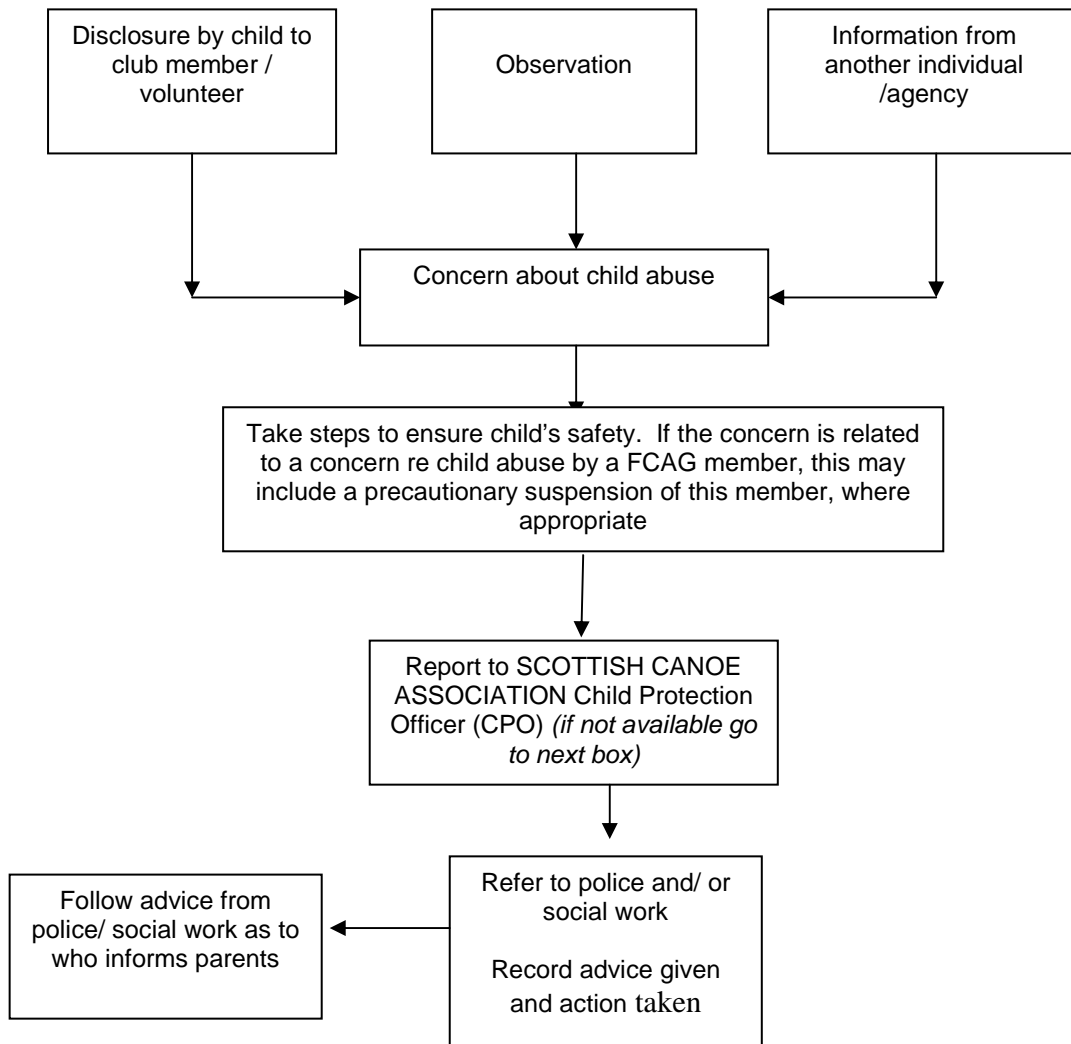 Disclosure by child to
club member /
volunteer
Observation
Information from
another individual
/agency
Concern about child abuse
Take steps to ensure child's safety.  If the concern is related
to a concern re child abuse by a FCAG member, this may
include a precautionary suspension of this member, where
appropriate
Report to SCOTTISH CANOE
ASSOCIATION Child Protection
Officer (CPO) (if not available go
to next box)
Follow advice from
police/ social work as to
who informs parents
Refer to police and/ or
social work
Record advice given
and action taken